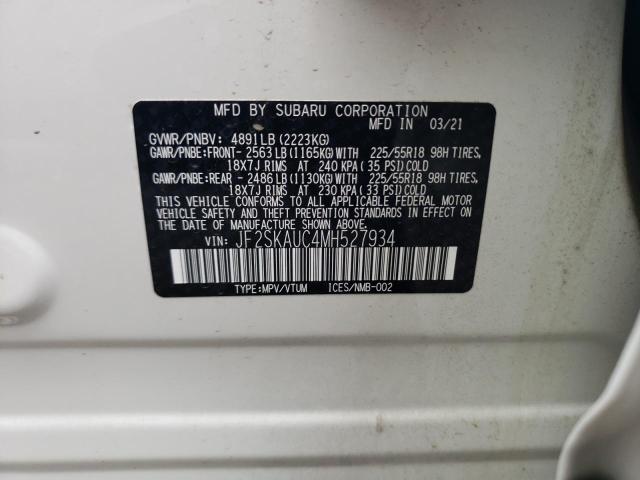 MFD BY SUBARU CORPORATION
MFD IN 03/21
GVWR/PNBV: 4891LB (2223KG)
GAWR/PNBE:FRONT- 2563 LB (1165KG)WITH 225/55R18 98H TIRES,
18X7J RIMS AT 240 KPA (35 PSI)COLD
GAWR/PNBE:REAR - 2486 LB (1130KG)WITH 225/55R18 98H TIRES,
18X7J RIMS AT 230 KPA (33 PSI)COLD
THIS VEHICLE CONFORMS TO ALL APPLICABLE FEDERAL MOTOR
VEHICLE SAFETY AND THEFT PREVENTION STANDARDS IN EFFECT ON
THE DATE OF MANUFACTURE SHOWN ABOVE.
VIN: JF2SKAUC4MH527934
TYPE:MPV/VTUM ICES/NMB-002